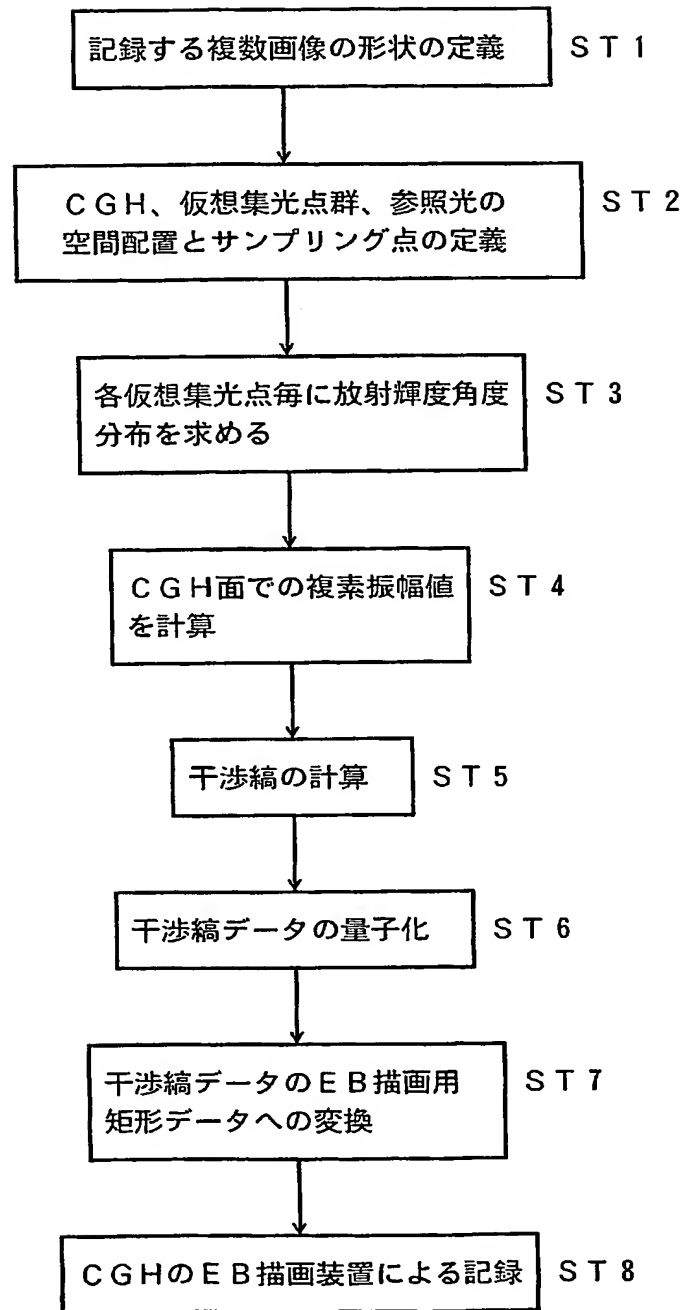 記録する複数画像の形状の定義 ST1
CGH、仮想集光点群、参照光の ST2
空間配置とサンプリング点の定義
各仮想集光点毎に放射輝度角度 ST3
分布を求める
CGH面での複素振幅値 ST4
を計算
干渉縞の計算 ST5
干渉縞データの量子化 ST6
干渉縞データのEB描画用 ST7
矩形データへの変換
CGHのEB描画装置による記録 ST8